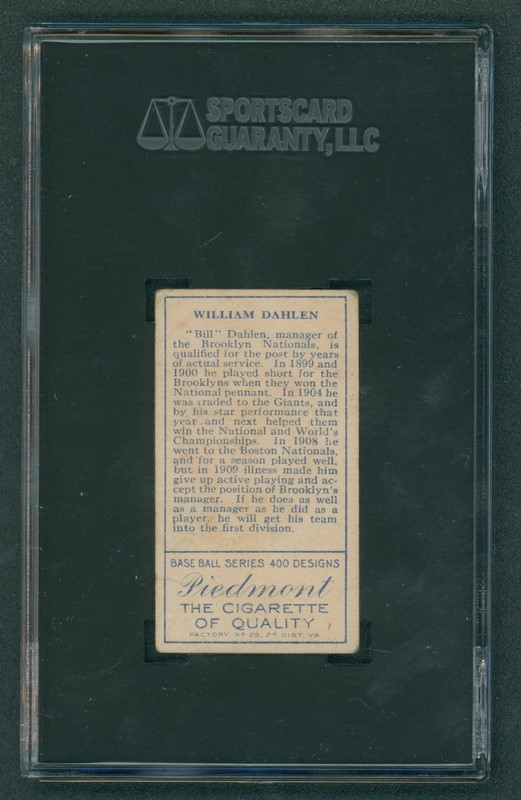 SPORTSCARD
GUARANTY, LLC
WILLIAM DAHLEN
"Bill" Dahlen, manager of
the Brooklyn Nationals, is
qualified for the post by years
of actual service. In 1899 and
1900 he played short for the
Brooklyns when they won the
National pennant. In 1904 he
was traded to the Giants, and
by his star performance that
year and next helped them
win the National and World's
Championships. In 1908 he
went to the Boston Nationals,
and for a season played well,
but in 1909 illness made him
give up active playing and ac-
cept the position of Brooklyn's
manager. If he does as well
as a manager as he did as a
player, he will get his team
into the first division.
BASE BALL SERIES 400 DESIGNS
Piedmont
THE CIGARETTE
OF QUALITY
FACTORY Nº 25, 2ᴰ DIST. VA